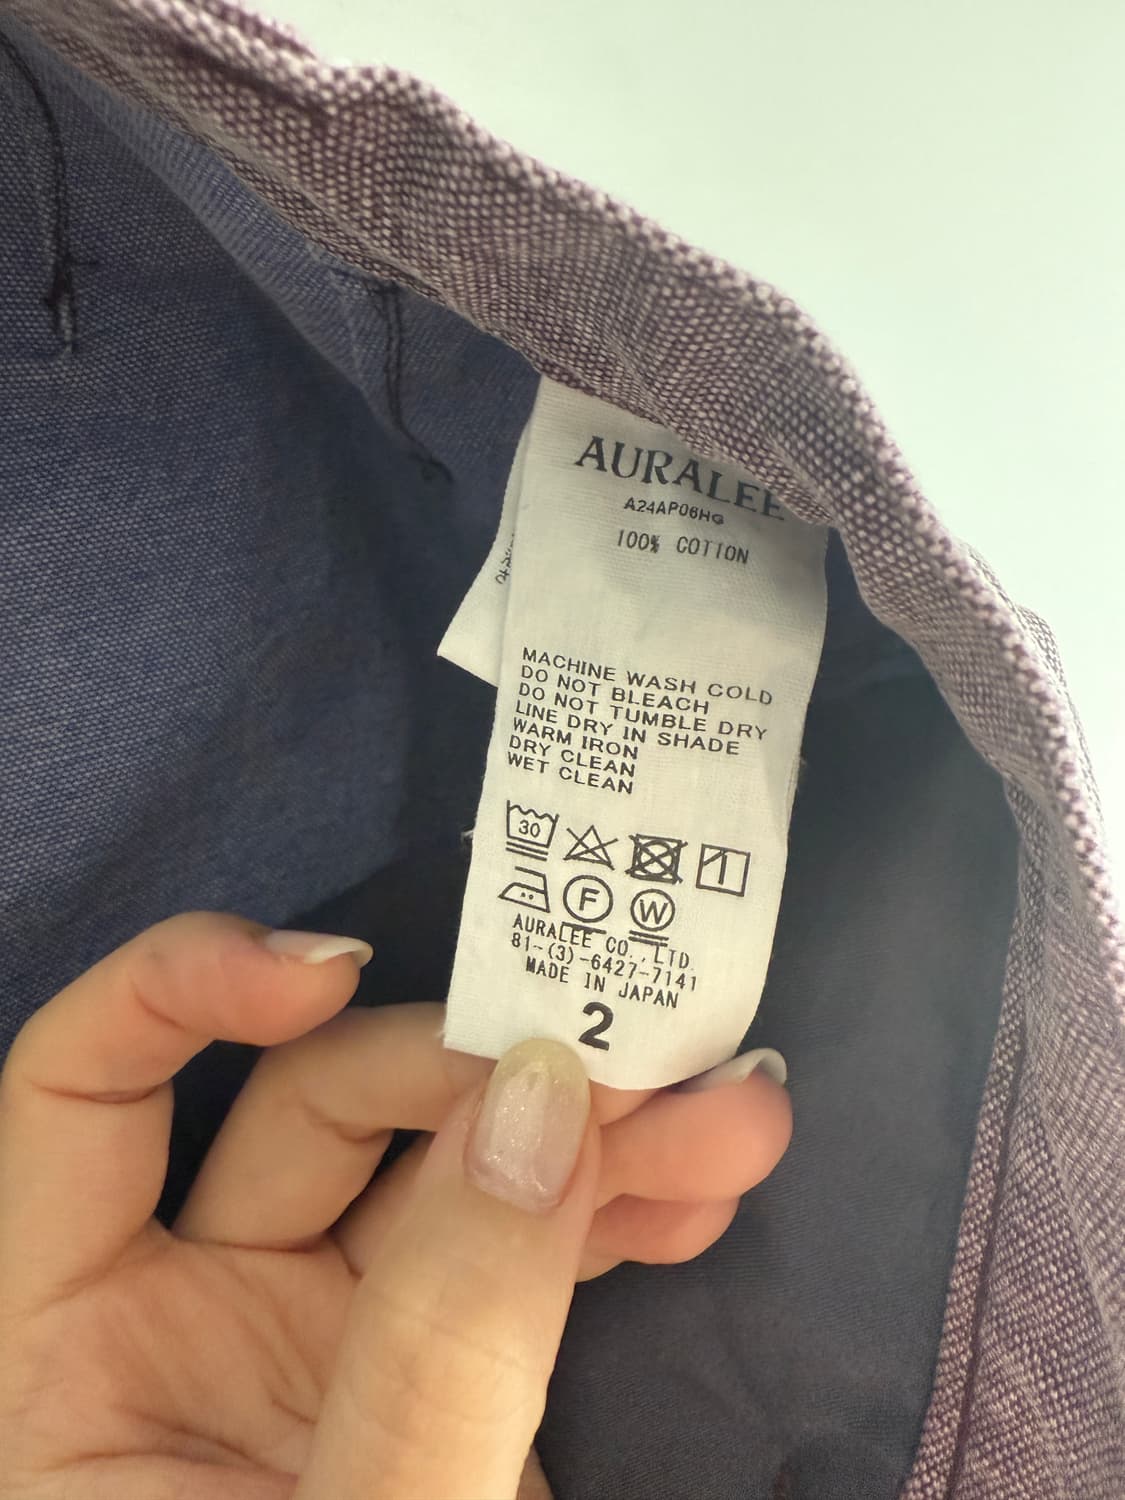 AURALEE
A24AP06HG
100% COTTON
MACHINE WASH COLD
DO NOT BLEACH
DO NOT TUMBLE DRY
LINE DRY IN SHADE
WARM IRON
DRY CLEAN
WET CLEAN
30
F W
AURALEE CO.,LTD.
81-(3)-6427-7141
MADE IN JAPAN
2